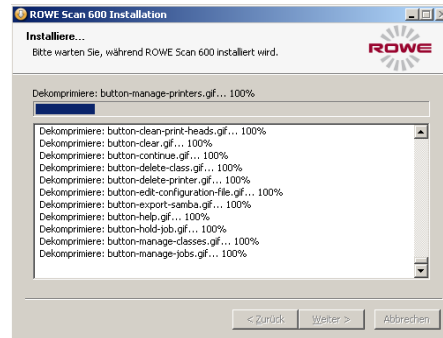 ROWE Scan 600 Installation
Installiere...
Bitte warten Sie, während ROWE Scan 600 installiert wird.
ROWE
Dekomprimiere: button-manage-printers.gif... 100%
Dekomprimiere: button-clean-print-heads.gif... 100%
Dekomprimiere: button-clear.gif... 100%
Dekomprimiere: button-continue.gif... 100%
Dekomprimiere: button-delete-class.gif... 100%
Dekomprimiere: button-delete-printer.gif... 100%
Dekomprimiere: button-edit-configuration-file.gif... 100%
Dekomprimiere: button-export-samba.gif... 100%
Dekomprimiere: button-help.gif... 100%
Dekomprimiere: button-hold-job.gif... 100%
Dekomprimiere: button-manage-classes.gif... 100%
Dekomprimiere: button-manage-jobs.gif... 100%
< Zurück Weiter > Abbrechen